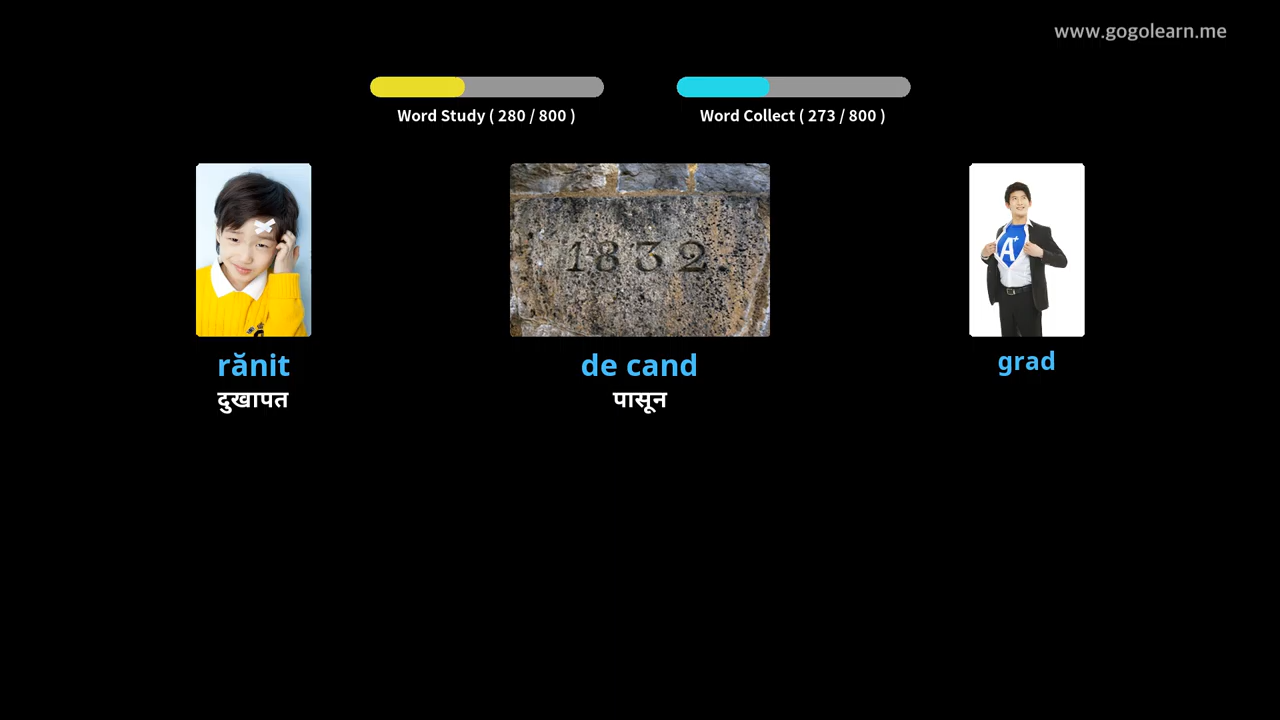 www.gogolearn.me
Word Study ( 280 / 800 )
Word Collect ( 273 / 800 )
1832.
A+
rănit
de cand
grad
दुखापत
पासून